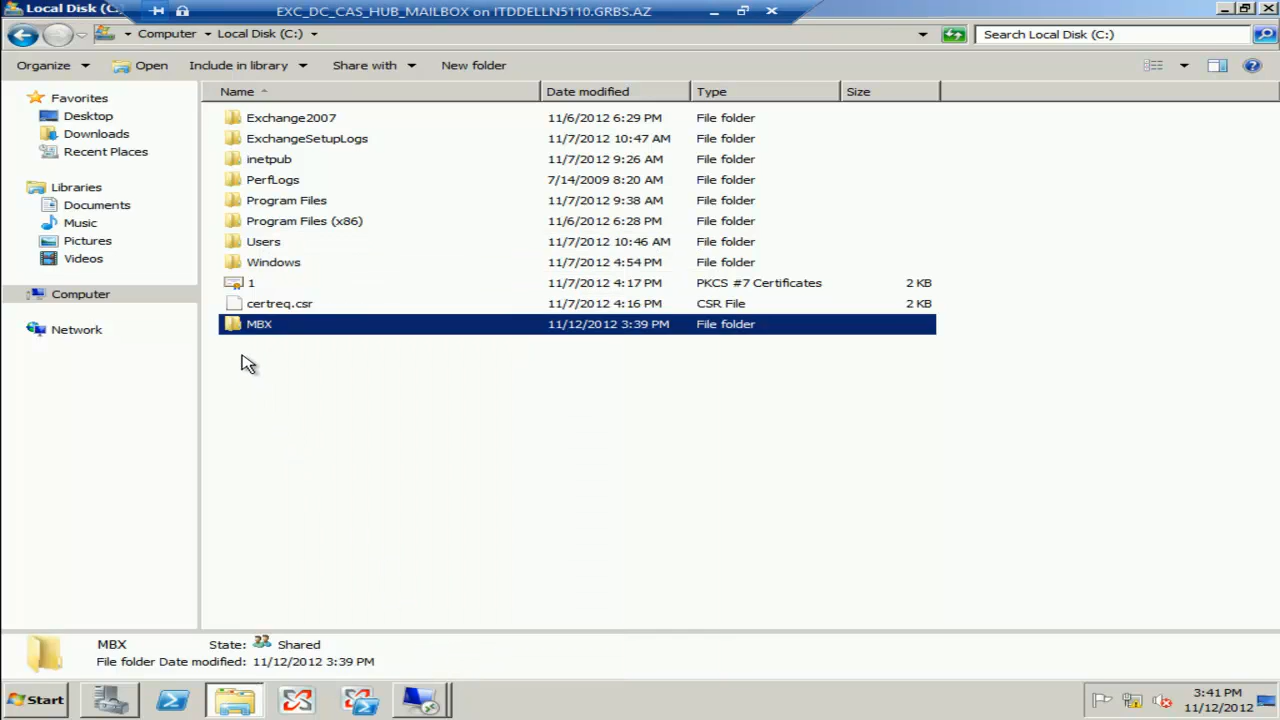 Local Disk (C:)
EXC_DC_CAS_HUB_MAILBOX on ITDDELLN5110.GRBS.AZ
Computer Local Disk (C:)
Search Local Disk (C:)
Organize Open Include in library Share with New folder
Name Date modified Type Size
Favorites
Desktop
Downloads
Recent Places
Libraries
Documents
Music
Pictures
Videos
Computer
Network
Exchange2007 11/6/2012 6:29 PM File folder
ExchangeSetupLogs 11/7/2012 10:47 AM File folder
inetpub 11/7/2012 9:26 AM File folder
PerfLogs 7/14/2009 8:20 AM File folder
Program Files 11/7/2012 9:38 AM File folder
Program Files (x86) 11/6/2012 6:28 PM File folder
Users 11/7/2012 10:46 AM File folder
Windows 11/7/2012 4:54 PM File folder
1 11/7/2012 4:17 PM PKCS #7 Certificates 2 KB
certreq.csr 11/7/2012 4:16 PM CSR File 2 KB
MBX 11/12/2012 3:39 PM File folder
MBX State: Shared
File folder Date modified: 11/12/2012 3:39 PM
Start
3:41 PM
11/12/2012